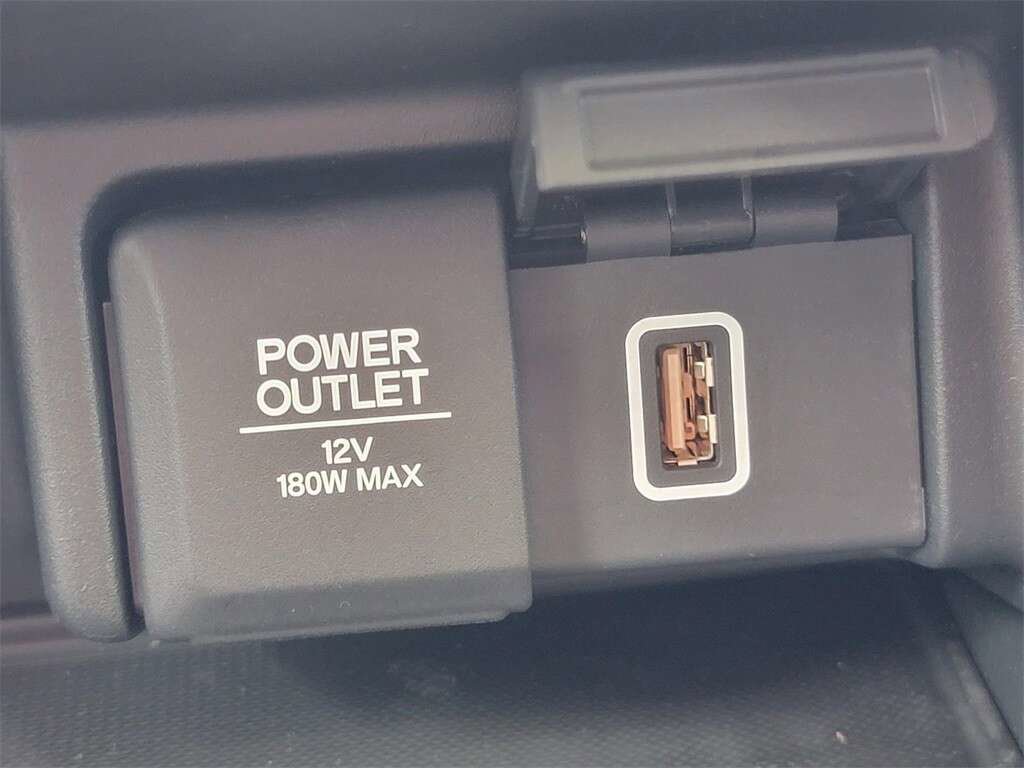 POWER
OUTLET
12V
180W MAX